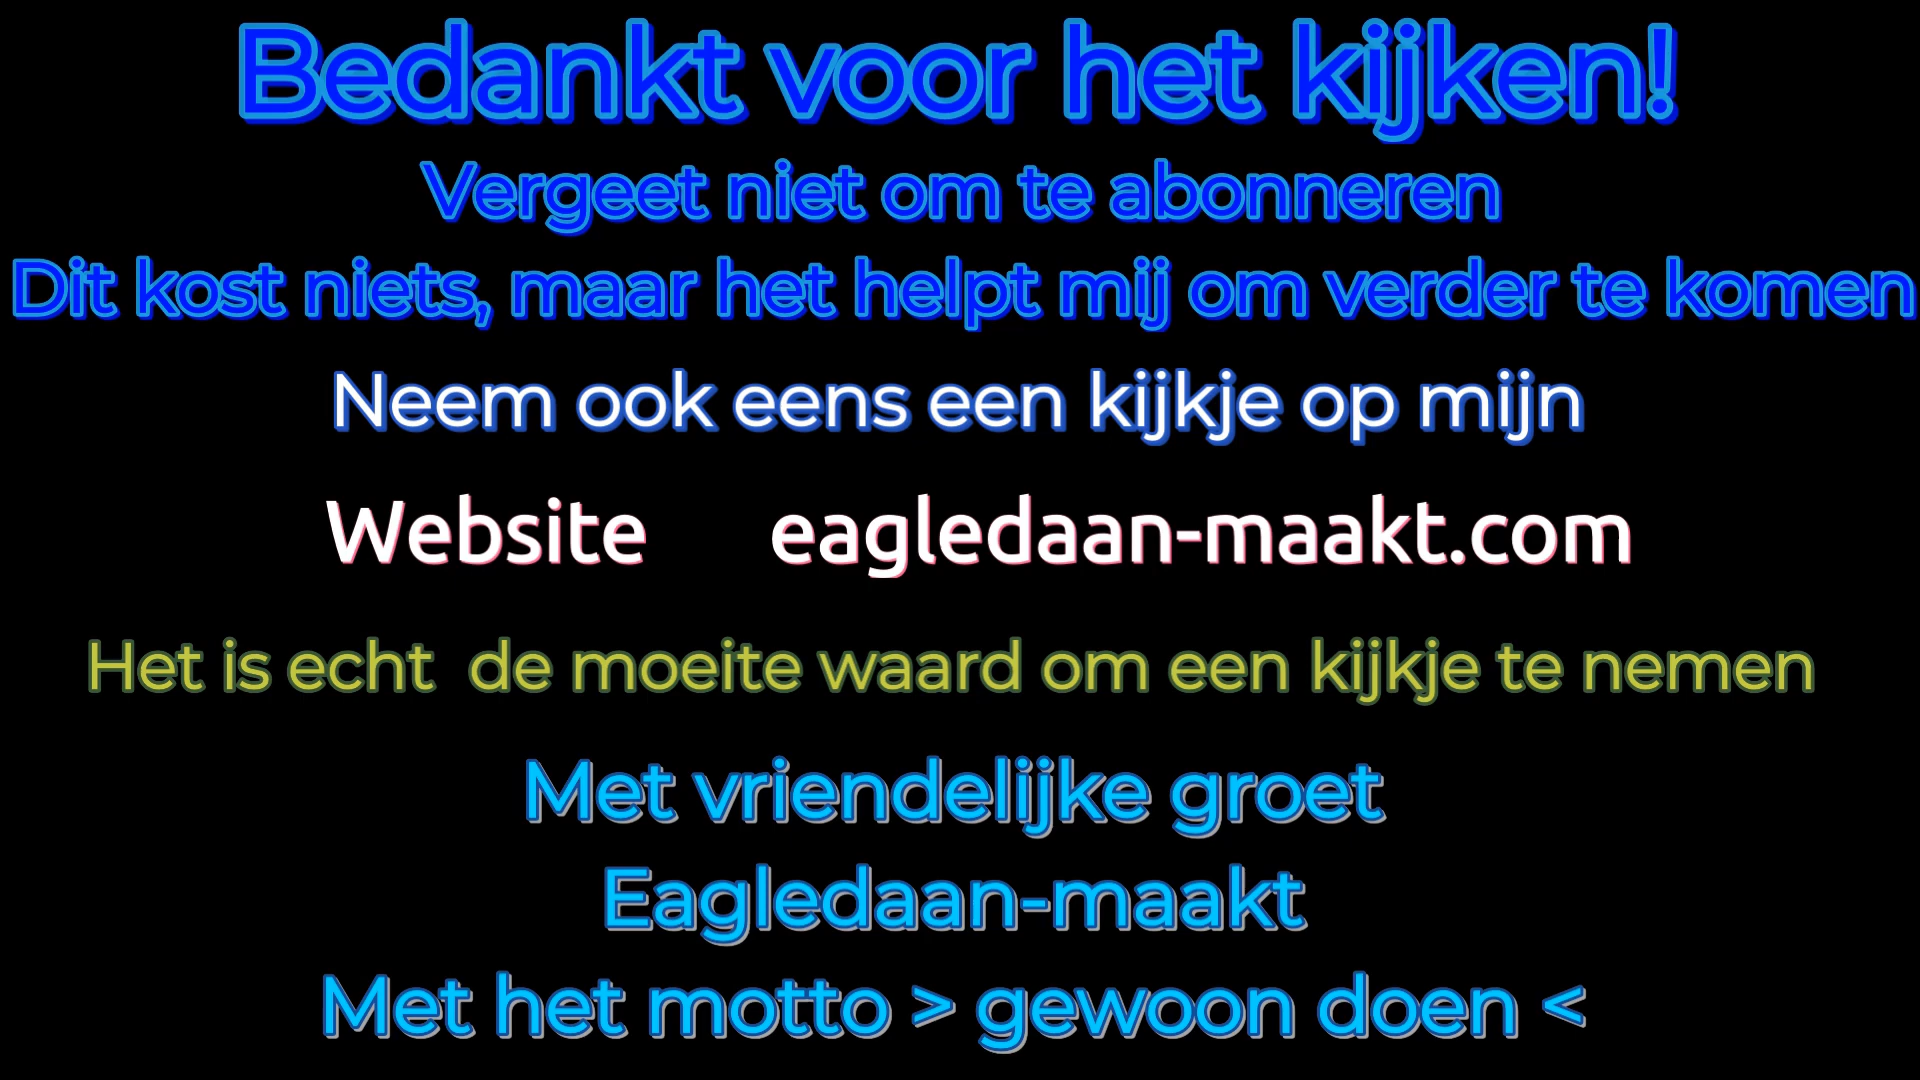 Bedankt voor het kijken!
Vergeet niet om te abonneren
Dit kost niets, maar het helpt mij om verder te komen
Neem ook eens een kijkje op mijn
Website eagledaan-maakt.com
Het is echt de moeite waard om een kijkje te nemen
Met vriendelijke groet
Eagledaan-maakt
Met het motto > gewoon doen <